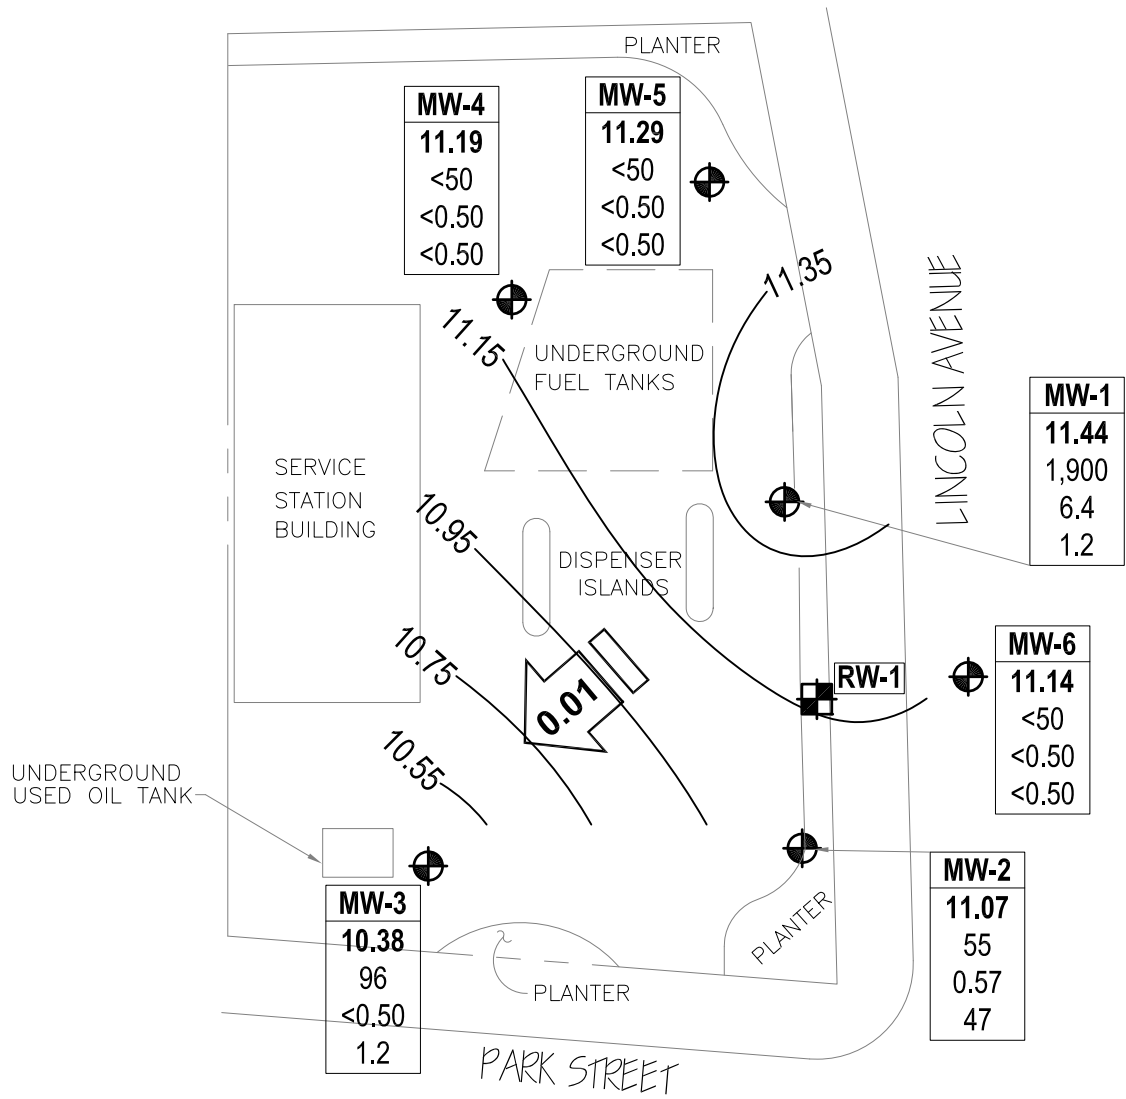 PLANTER
MW-4
11.19
<50
<0.50
<0.50
MW-5
11.29
<50
<0.50
<0.50
11.35
LINCOLN AVENUE
11.15
UNDERGROUND
FUEL TANKS
MW-1
11.44
1,900
6.4
1.2
SERVICE
STATION
BUILDING
10.95
DISPENSER
ISLANDS
10.75
0.01
RW-1
MW-6
11.14
<50
<0.50
<0.50
10.55
UNDERGROUND
USED OIL TANK
MW-3
10.38
96
<0.50
1.2
MW-2
11.07
55
0.57
47
PLANTER
PLANTER
PARK STREET